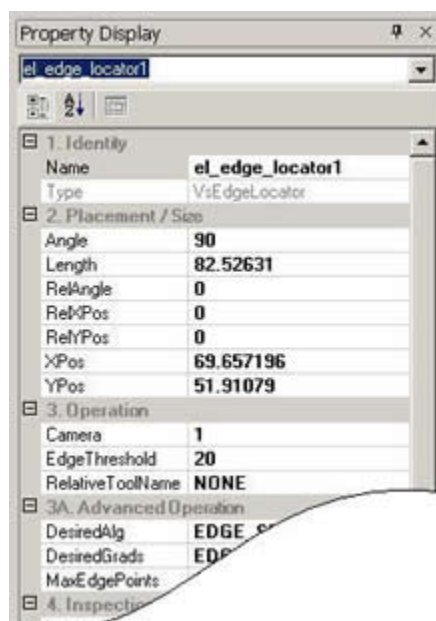 Property Display
el_edge_locator1
1. Identity
Name el_edge_locator1
Type VsEdgeLocator
2. Placement / Size
Angle 90
Length 82.52631
RelAngle 0
RelXPos 0
RelYPos 0
XPos 69.657196
YPos 51.91079
3. Operation
Camera 1
EdgeThreshold 20
RelativeToolName NONE
3A. Advanced Operation
DesiredAlg EDGE
DesiredGrads
MaxEdgePoints
4.